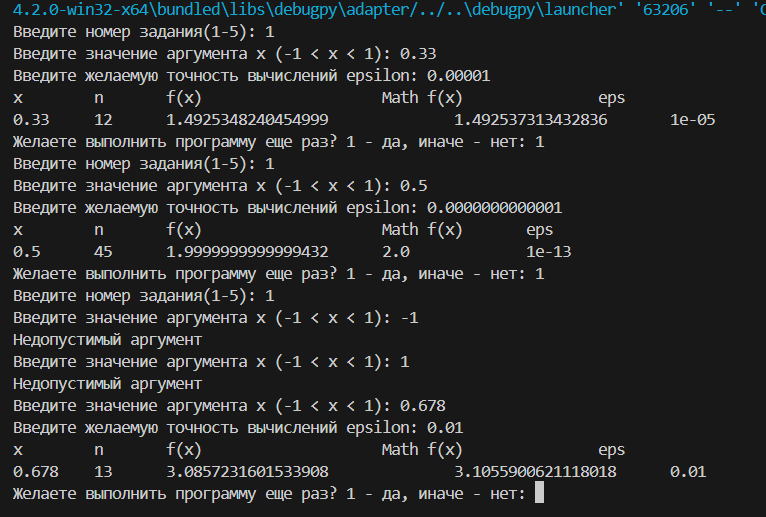 4.2.0-win32-x64\bundled\libs\debugpy\adapter/../..\debugpy\launcher' '63206' '--' 'C
Введите номер задания(1-5): 1
Введите значение аргумента x (-1 < x < 1): 0.33
Введите желаемую точность вычислений epsilon: 0.00001
x n f(x) Math f(x) eps
0.33 12 1.4925348240454999 1.492537313432836 1e-05
Желаете выполнить программу еще раз? 1 - да, иначе - нет: 1
Введите номер задания(1-5): 1
Введите значение аргумента x (-1 < x < 1): 0.5
Введите желаемую точность вычислений epsilon: 0.0000000000001
x n f(x) Math f(x) eps
0.5 45 1.9999999999999432 2.0 1e-13
Желаете выполнить программу еще раз? 1 - да, иначе - нет: 1
Введите номер задания(1-5): 1
Введите значение аргумента x (-1 < x < 1): -1
Недопустимый аргумент
Введите значение аргумента x (-1 < x < 1): 1
Недопустимый аргумент
Введите значение аргумента x (-1 < x < 1): 0.678
Введите желаемую точность вычислений epsilon: 0.01
x n f(x) Math f(x) eps
0.678 13 3.0857231601533908 3.1055900621118018 0.01
Желаете выполнить программу еще раз? 1 - да, иначе - нет: